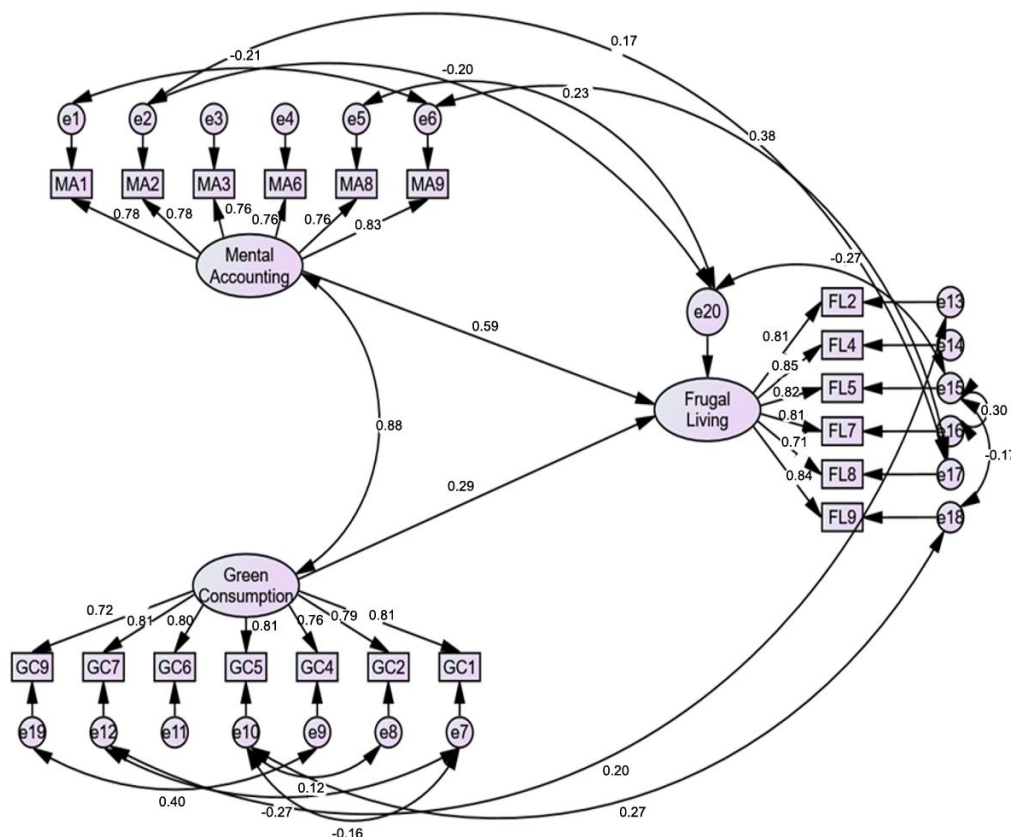 0.17
-0.21
-0.20
0.23
e1 e2 e3 e4 e5 e6
0.38
MA1 MA2 MA3 MA6 MA8 MA9
0.78 0.78 0.76 0.76 0.76 0.83
Mental
Accounting
-0.27
e20
FL2 e13
0.59
0.81
FL4 e14
0.85
FL5 e15
0.82
Frugal
Living
0.30
0.81
FL7 e16
0.88
0.71
-0.17
FL8 e17
0.84
0.29
FL9 e18
Green
Consumption
0.72 0.81 0.80 0.81 0.76 0.79 0.81
GC9 GC7 GC6 GC5 GC4 GC2 GC1
e19 e12 e11 e10 e9 e8 e7
0.20
0.12
0.40
-0.27
0.27
-0.16